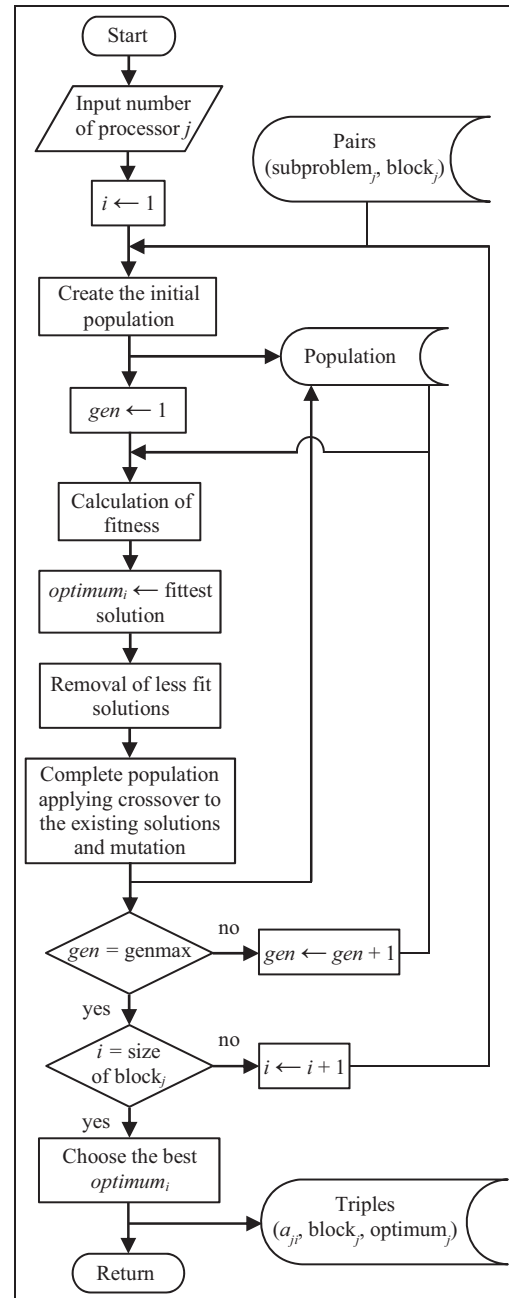 Start
Input number
of processor j
Pairs
(subproblemⱼ, blockⱼ)
i ← 1
Create the initial
population
Population
gen ← 1
Calculation of
fitness
optimumᵢ ← fittest
solution
Removal of less fit
solutions
Complete population
applying crossover to
the existing solutions
and mutation
gen = genmax
no
gen ← gen + 1
yes
i = size
of blockⱼ
no
i ← i + 1
yes
Choose the best
optimumᵢ
Triples
(aⱼᵢ, blockⱼ, optimumⱼ)
Return